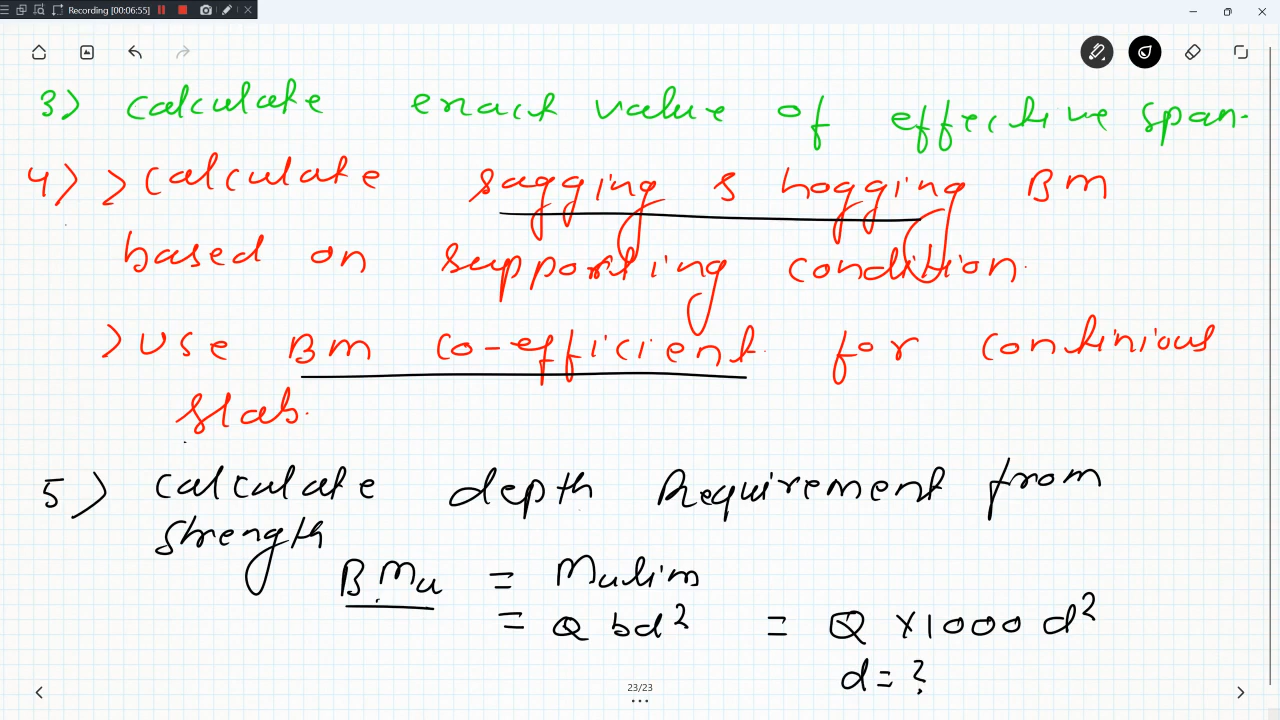 Recording [00:06:55]
3) calculate exact value of effective span.
4) > calculate sagging & hogging BM
based on supporting condition.
> use BM co-efficient for continious
slab.
5) calculate depth Requirement from
strength
BMu = Mulim
= Q bd² = Q x 1000 d²
d = ?
23/23